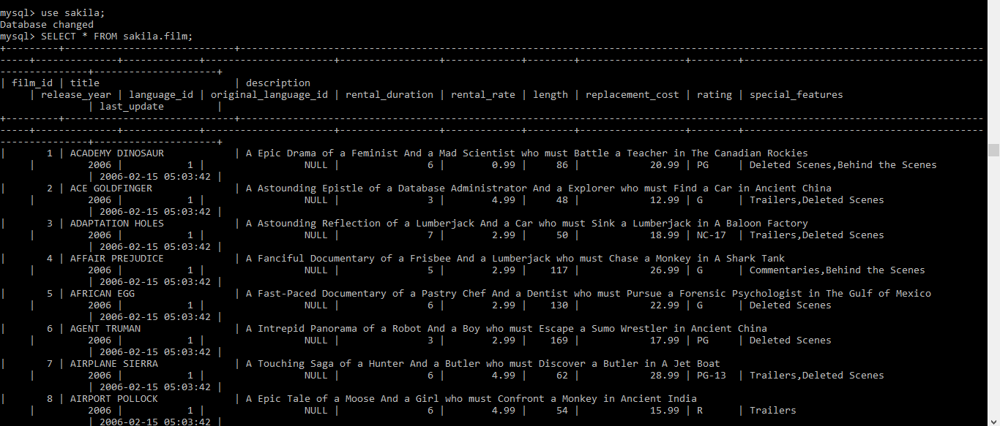 mysql> use sakila;
Database changed
mysql> SELECT * FROM sakila.film;
+---------+-----------------------------+-------------------------------------------------------------------------------------------------------------------------------
-----+--------------+-------------+----------------------+-----------------+-------------+--------+------------------+--------+-----------------------------------------
---------------+---------------------+
| film_id | title | description
| release_year | language_id | original_language_id | rental_duration | rental_rate | length | replacement_cost | rating | special_features
| last_update |
+---------+-----------------------------+-------------------------------------------------------------------------------------------------------------------------------
-----+--------------+-------------+----------------------+-----------------+-------------+--------+------------------+--------+-----------------------------------------
---------------+---------------------+
| 1 | ACADEMY DINOSAUR | A Epic Drama of a Feminist And a Mad Scientist who must Battle a Teacher in The Canadian Rockies
| 2006 | 1 | NULL | 6 | 0.99 | 86 | 20.99 | PG | Deleted Scenes,Behind the Scenes
| 2006-02-15 05:03:42 |
| 2 | ACE GOLDFINGER | A Astounding Epistle of a Database Administrator And a Explorer who must Find a Car in Ancient China
| 2006 | 1 | NULL | 3 | 4.99 | 48 | 12.99 | G | Trailers,Deleted Scenes
| 2006-02-15 05:03:42 |
| 3 | ADAPTATION HOLES | A Astounding Reflection of a Lumberjack And a Car who must Sink a Lumberjack in A Baloon Factory
| 2006 | 1 | NULL | 7 | 2.99 | 50 | 18.99 | NC-17 | Trailers,Deleted Scenes
| 2006-02-15 05:03:42 |
| 4 | AFFAIR PREJUDICE | A Fanciful Documentary of a Frisbee And a Lumberjack who must Chase a Monkey in A Shark Tank
| 2006 | 1 | NULL | 5 | 2.99 | 117 | 26.99 | G | Commentaries,Behind the Scenes
| 2006-02-15 05:03:42 |
| 5 | AFRICAN EGG | A Fast-Paced Documentary of a Pastry Chef And a Dentist who must Pursue a Forensic Psychologist in The Gulf of Mexico
| 2006 | 1 | NULL | 6 | 2.99 | 130 | 22.99 | G | Deleted Scenes
| 2006-02-15 05:03:42 |
| 6 | AGENT TRUMAN | A Intrepid Panorama of a Robot And a Boy who must Escape a Sumo Wrestler in Ancient China
| 2006 | 1 | NULL | 3 | 2.99 | 169 | 17.99 | PG | Deleted Scenes
| 2006-02-15 05:03:42 |
| 7 | AIRPLANE SIERRA | A Touching Saga of a Hunter And a Butler who must Discover a Butler in A Jet Boat
| 2006 | 1 | NULL | 6 | 4.99 | 62 | 28.99 | PG-13 | Trailers,Deleted Scenes
| 2006-02-15 05:03:42 |
| 8 | AIRPORT POLLOCK | A Epic Tale of a Moose And a Girl who must Confront a Monkey in Ancient India
| 2006 | 1 | NULL | 6 | 4.99 | 54 | 15.99 | R | Trailers
| 2006-02-15 05:03:42 |